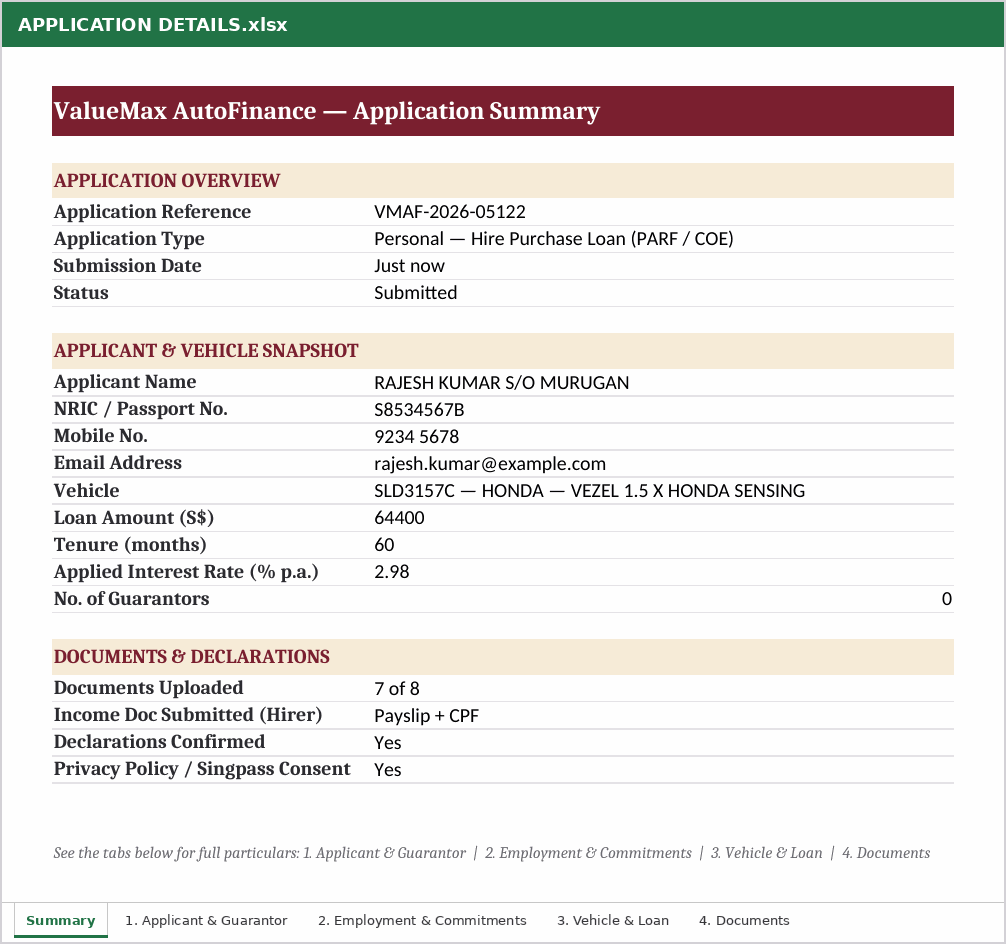 APPLICATION DETAILS.xlsx
ValueMax AutoFinance — Application Summary
APPLICATION OVERVIEW
Application Reference VMAF-2026-05122
Application Type Personal — Hire Purchase Loan (PARF / COE)
Submission Date Just now
Status Submitted
APPLICANT & VEHICLE SNAPSHOT
Applicant Name RAJESH KUMAR S/O MURUGAN
NRIC / Passport No. S8534567B
Mobile No. 9234 5678
Email Address rajesh.kumar@example.com
Vehicle SLD3157C — HONDA — VEZEL 1.5 X HONDA SENSING
Loan Amount (S$) 64400
Tenure (months) 60
Applied Interest Rate (% p.a.) 2.98
No. of Guarantors 0
DOCUMENTS & DECLARATIONS
Documents Uploaded 7 of 8
Income Doc Submitted (Hirer) Payslip + CPF
Declarations Confirmed Yes
Privacy Policy / Singpass Consent Yes
See the tabs below for full particulars: 1. Applicant & Guarantor | 2. Employment & Commitments | 3. Vehicle & Loan | 4. Documents
Summary 1. Applicant & Guarantor 2. Employment & Commitments 3. Vehicle & Loan 4. Documents